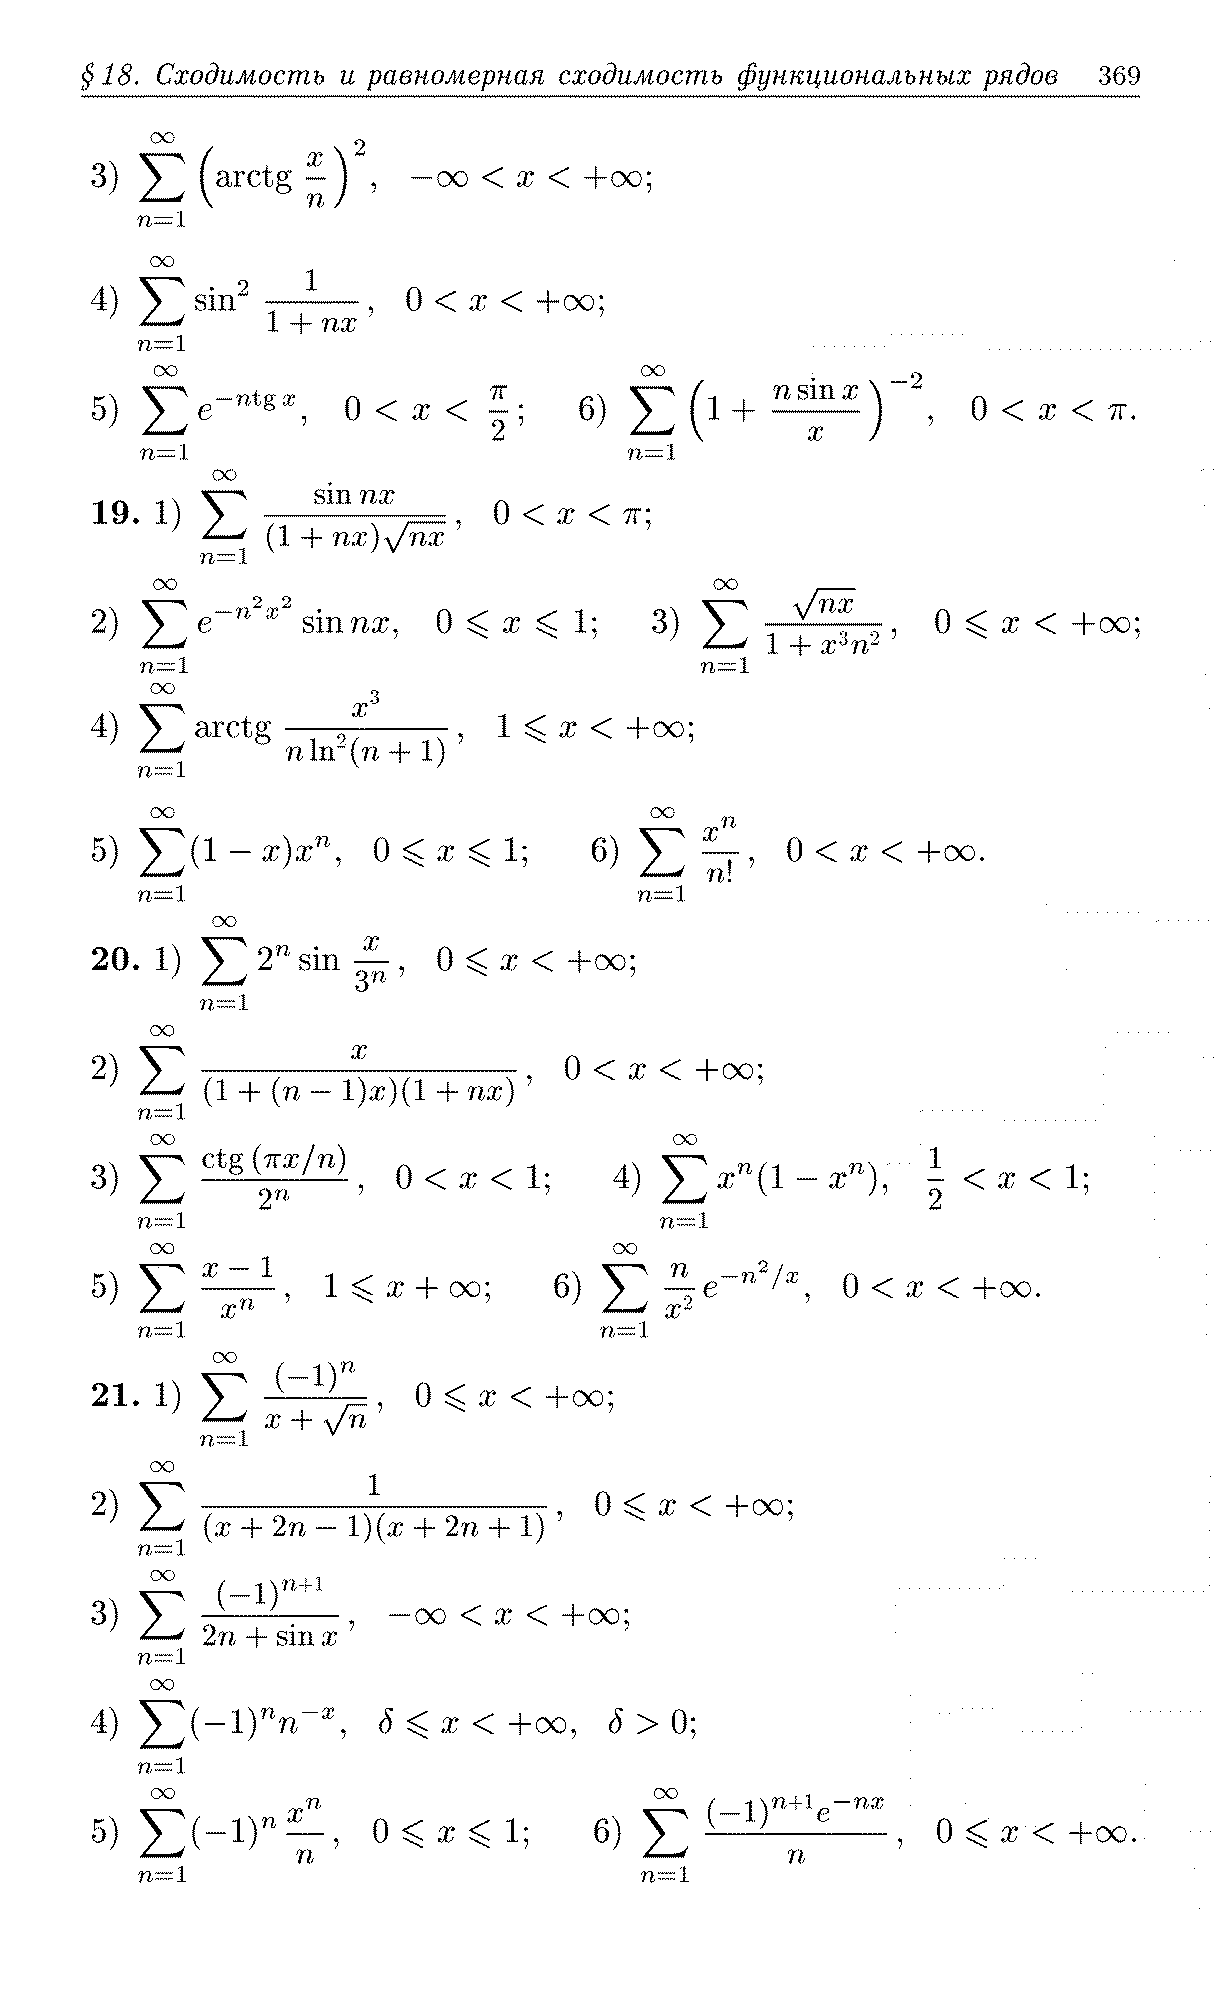 § 18. Сходимость и равномерная сходимость функциональных рядов 369
3) $\sum_{n=1}^{\infty} \left( \operatorname{arctg} \frac{x}{n} \right)^2$, $-\infty < x < +\infty$;
4) $\sum_{n=1}^{\infty} \sin^2 \frac{1}{1 + nx}$, $0 < x < +\infty$;
5) $\sum_{n=1}^{\infty} e^{-n \operatorname{tg} x}$, $0 < x < \frac{\pi}{2}$; 6) $\sum_{n=1}^{\infty} \left( 1 + \frac{n \sin x}{x} \right)^{-2}$, $0 < x < \pi$.
19. 1) $\sum_{n=1}^{\infty} \frac{\sin nx}{(1 + nx)\sqrt{nx}}$, $0 < x < \pi$;
2) $\sum_{n=1}^{\infty} e^{-n^2 x^2} \sin nx$, $0 \leqslant x \leqslant 1$; 3) $\sum_{n=1}^{\infty} \frac{\sqrt{nx}}{1 + x^3 n^2}$, $0 \leqslant x < +\infty$;
4) $\sum_{n=1}^{\infty} \operatorname{arctg} \frac{x^3}{n \ln^2(n + 1)}$, $1 \leqslant x < +\infty$;
5) $\sum_{n=1}^{\infty} (1 - x)x^n$, $0 \leqslant x \leqslant 1$; 6) $\sum_{n=1}^{\infty} \frac{x^n}{n!}$, $0 < x < +\infty$.
20. 1) $\sum_{n=1}^{\infty} 2^n \sin \frac{x}{3^n}$, $0 \leqslant x < +\infty$;
2) $\sum_{n=1}^{\infty} \frac{x}{(1 + (n - 1)x)(1 + nx)}$, $0 < x < +\infty$;
3) $\sum_{n=1}^{\infty} \frac{\operatorname{ctg}(\pi x/n)}{2^n}$, $0 < x < 1$; 4) $\sum_{n=1}^{\infty} x^n(1 - x^n)$, $\frac{1}{2} < x < 1$;
5) $\sum_{n=1}^{\infty} \frac{x - 1}{x^n}$, $1 \leqslant x + \infty$; 6) $\sum_{n=1}^{\infty} \frac{n}{x^2} e^{-n^2/x}$, $0 < x < +\infty$.
21. 1) $\sum_{n=1}^{\infty} \frac{(-1)^n}{x + \sqrt{n}}$, $0 \leqslant x < +\infty$;
2) $\sum_{n=1}^{\infty} \frac{1}{(x + 2n - 1)(x + 2n + 1)}$, $0 \leqslant x < +\infty$;
3) $\sum_{n=1}^{\infty} \frac{(-1)^{n+1}}{2n + \sin x}$, $-\infty < x < +\infty$;
4) $\sum_{n=1}^{\infty} (-1)^n n^{-x}$, $\delta \leqslant x < +\infty$, $\delta > 0$;
5) $\sum_{n=1}^{\infty} (-1)^n \frac{x^n}{n}$, $0 \leqslant x \leqslant 1$; 6) $\sum_{n=1}^{\infty} \frac{(-1)^{n+1} e^{-nx}}{n}$, $0 \leqslant x < +\infty$.